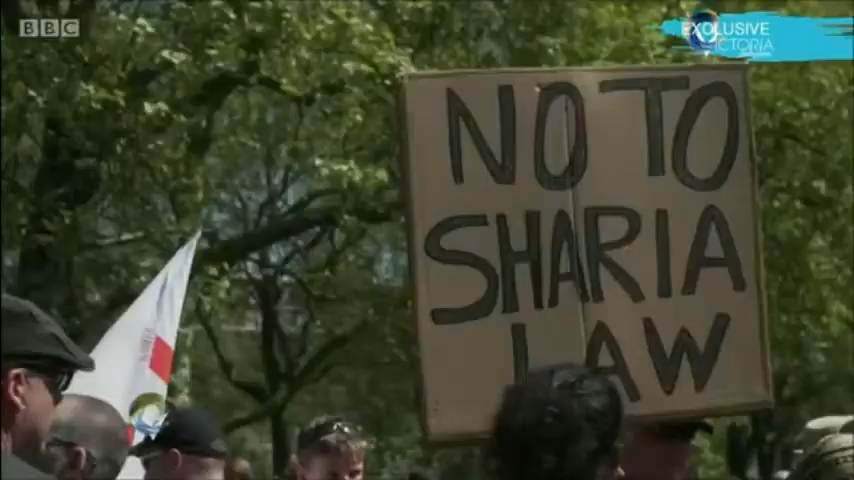 BBC
EXCLUSIVE
VICTORIA
NO TO
SHARIA
LAW